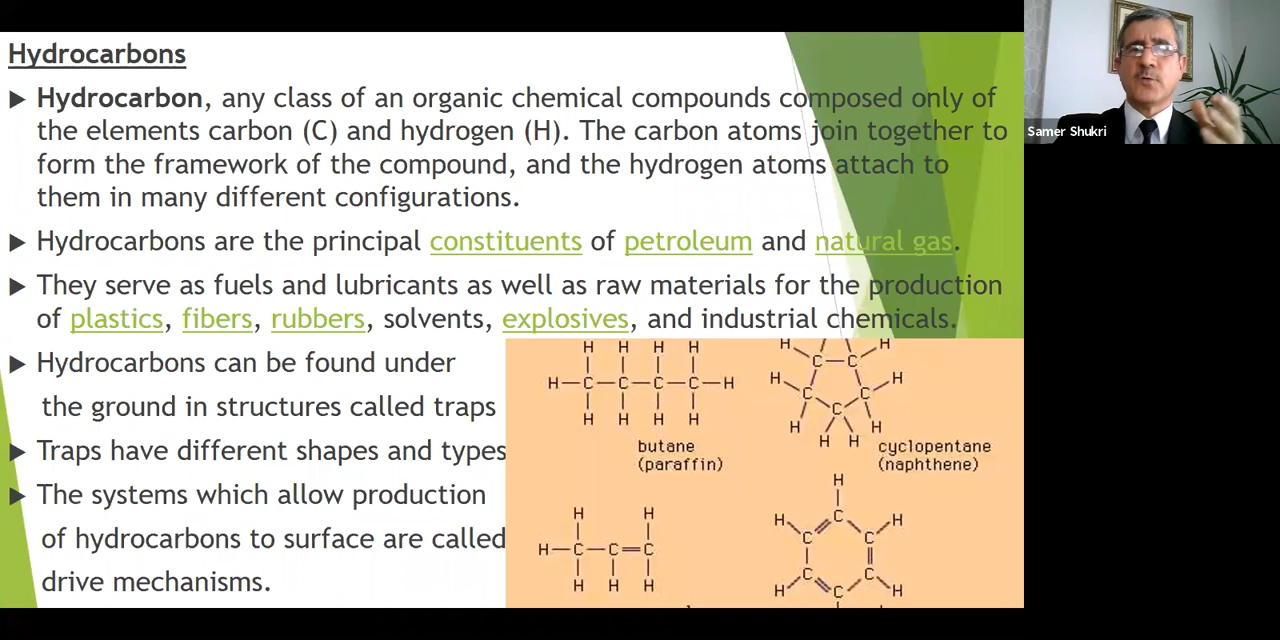 Hydrocarbons
Hydrocarbon, any class of an organic chemical compounds composed only of
the elements carbon (C) and hydrogen (H). The carbon atoms join together to
form the framework of the compound, and the hydrogen atoms attach to
them in many different configurations.
Hydrocarbons are the principal constituents of petroleum and natural gas.
They serve as fuels and lubricants as well as raw materials for the production
of plastics, fibers, rubbers, solvents, explosives, and industrial chemicals.
Hydrocarbons can be found under
the ground in structures called traps
Traps have different shapes and types
The systems which allow production
of hydrocarbons to surface are called
drive mechanisms.
H H H H
H C C C C H
H H H H
butane
(paraffin)
H H
C C
H C C H
C
H H H H
cyclopentane
(naphthene)
H H
H C C C
H H H
H
C
H C C H
H C C H
C
Samer Shukri